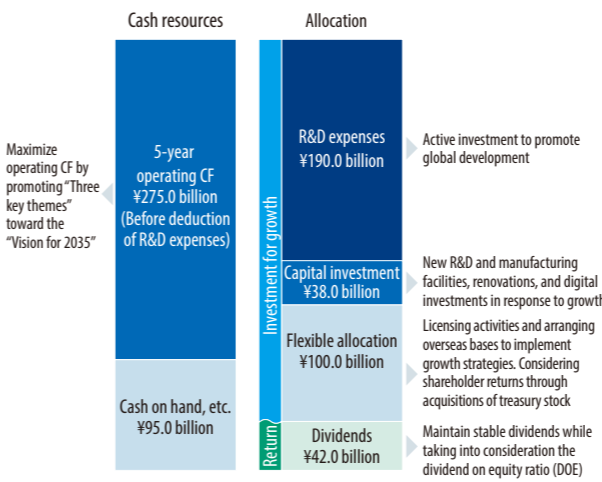 Cash resources
Allocation
Maximize
operating CF by
promoting “Three
key themes”
toward the
“Vision for 2035”
5-year
operating CF
¥275.0 billion
(Before deduction
of R&D expenses)
Cash on hand, etc.
¥95.0 billion
Investment for growth
Return
R&D expenses
¥190.0 billion
Active investment to promote
global development
Capital investment
¥38.0 billion
New R&D and manufacturing
facilities, renovations, and digital
investments in response to growth
Flexible allocation
¥100.0 billion
Licensing activities and arranging
overseas bases to implement
growth strategies. Considering
shareholder returns through
acquisitions of treasury stock
Dividends
¥42.0 billion
Maintain stable dividends while
taking into consideration the
dividend on equity ratio (DOE)